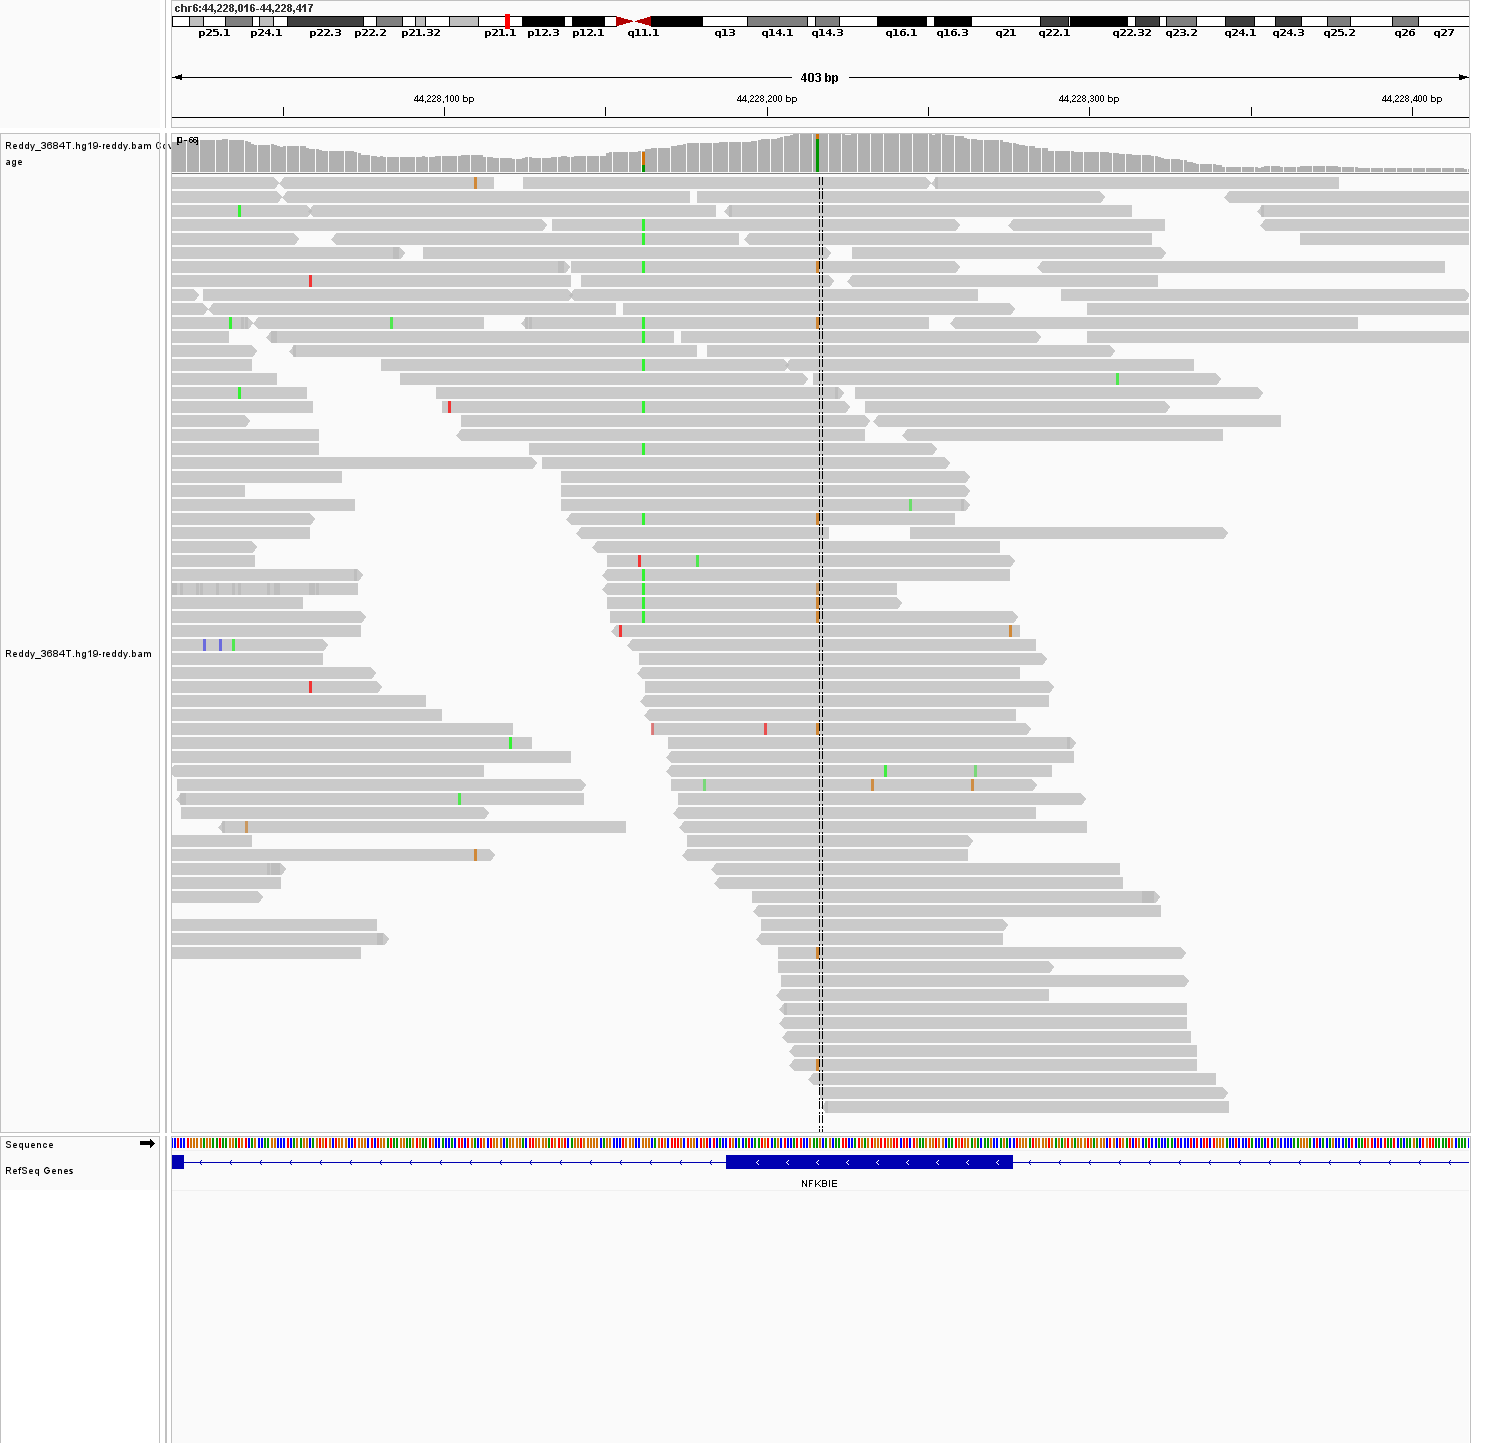 chr6:44,228,016-44,228,417
p25.1 p24.1 p22.3 p22.2 p21.32 p21.1 p12.3 p12.1 q11.1 q13 q14.1 q14.3 q16.1 q16.3 q21 q22.1 q22.32 q23.2 q24.1 q24.3 q25.2 q26 q27
403 bp
44,228,100 bp 44,228,200 bp 44,228,300 bp 44,228,400 bp
Reddy_3684T.hg19-reddy.bam Cov
age
Reddy_3684T.hg19-reddy.bam
Sequence
RefSeq Genes
NFKBIE